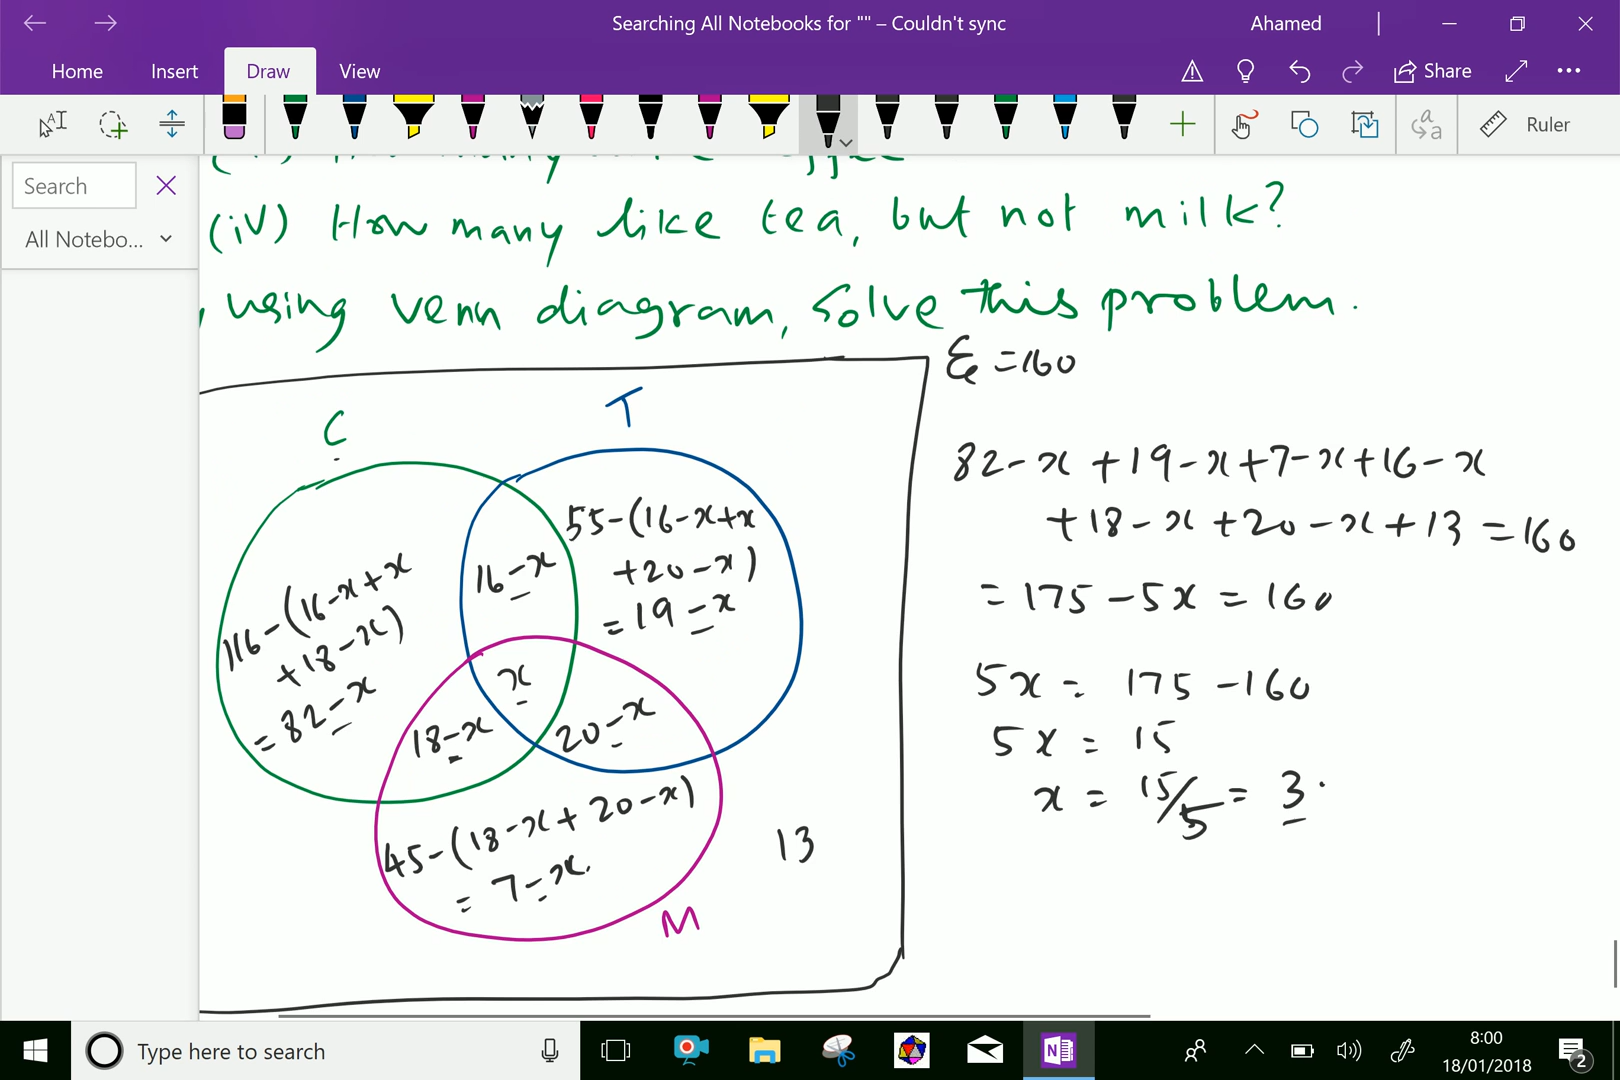 Searching All Notebooks for "" – Couldn't sync
Ahamed
Home Insert Draw View
Share
Ruler
Search
All Notebo...
(iv) How many like tea, but not milk?
, using venn diagram, Solve this problem.
ℰ = 160
C
T
82-x +19-x+7-x+16-x
+18-x+20-x+13 = 160
= 175 - 5x = 160
5x = 175 - 160
5x = 15
x = 15/5 = 3.
55-(16-x+x
+20-x)
= 19-x
16-x
116-(16-x+x
+18-x)
= 82-x
x
18-x
20-x
45-(18-x+20-x)
= 7-x.
13
M
Type here to search
8:00
18/01/2018
2